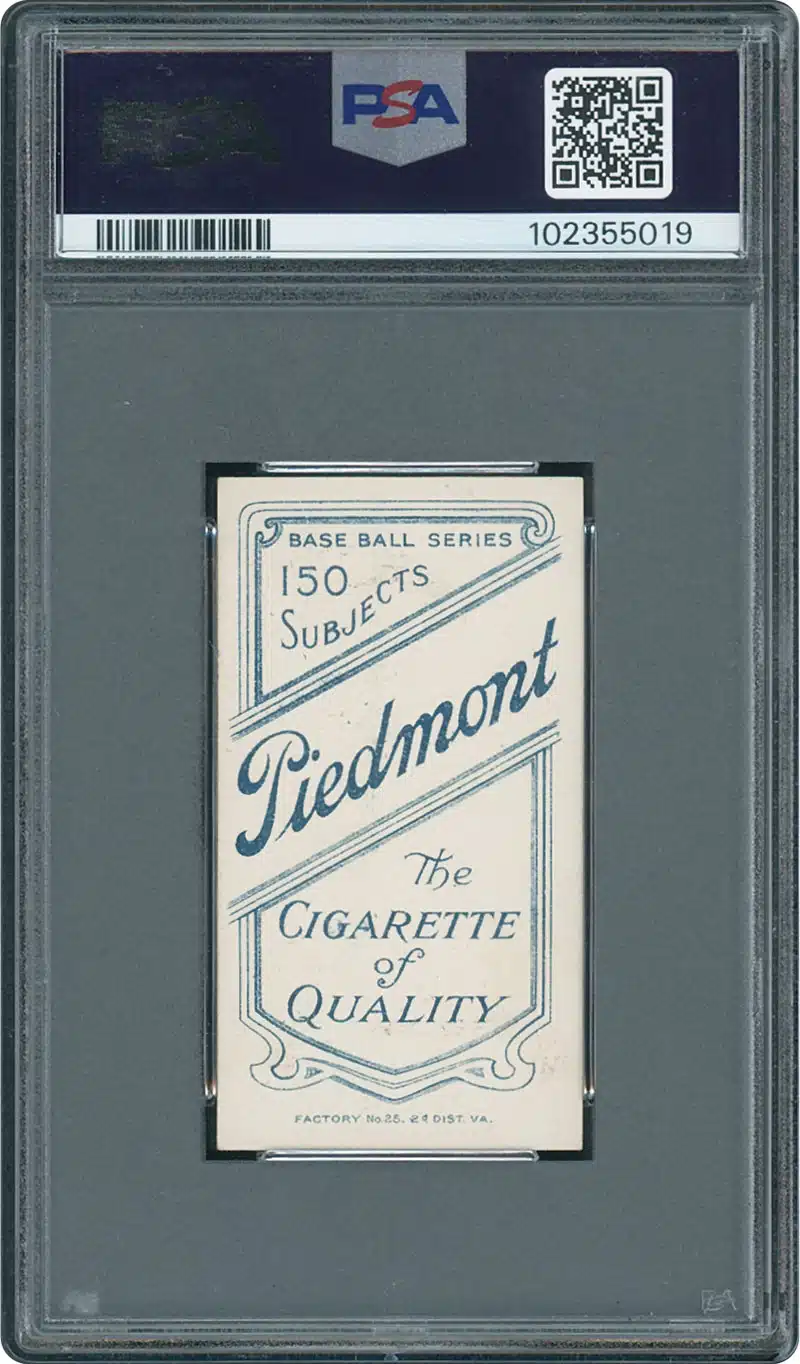 PSA
102355019
BASE BALL SERIES
150
SUBJECTS
Piedmont
The
CIGARETTE
of
QUALITY
FACTORY No.25. 2d DIST. VA.